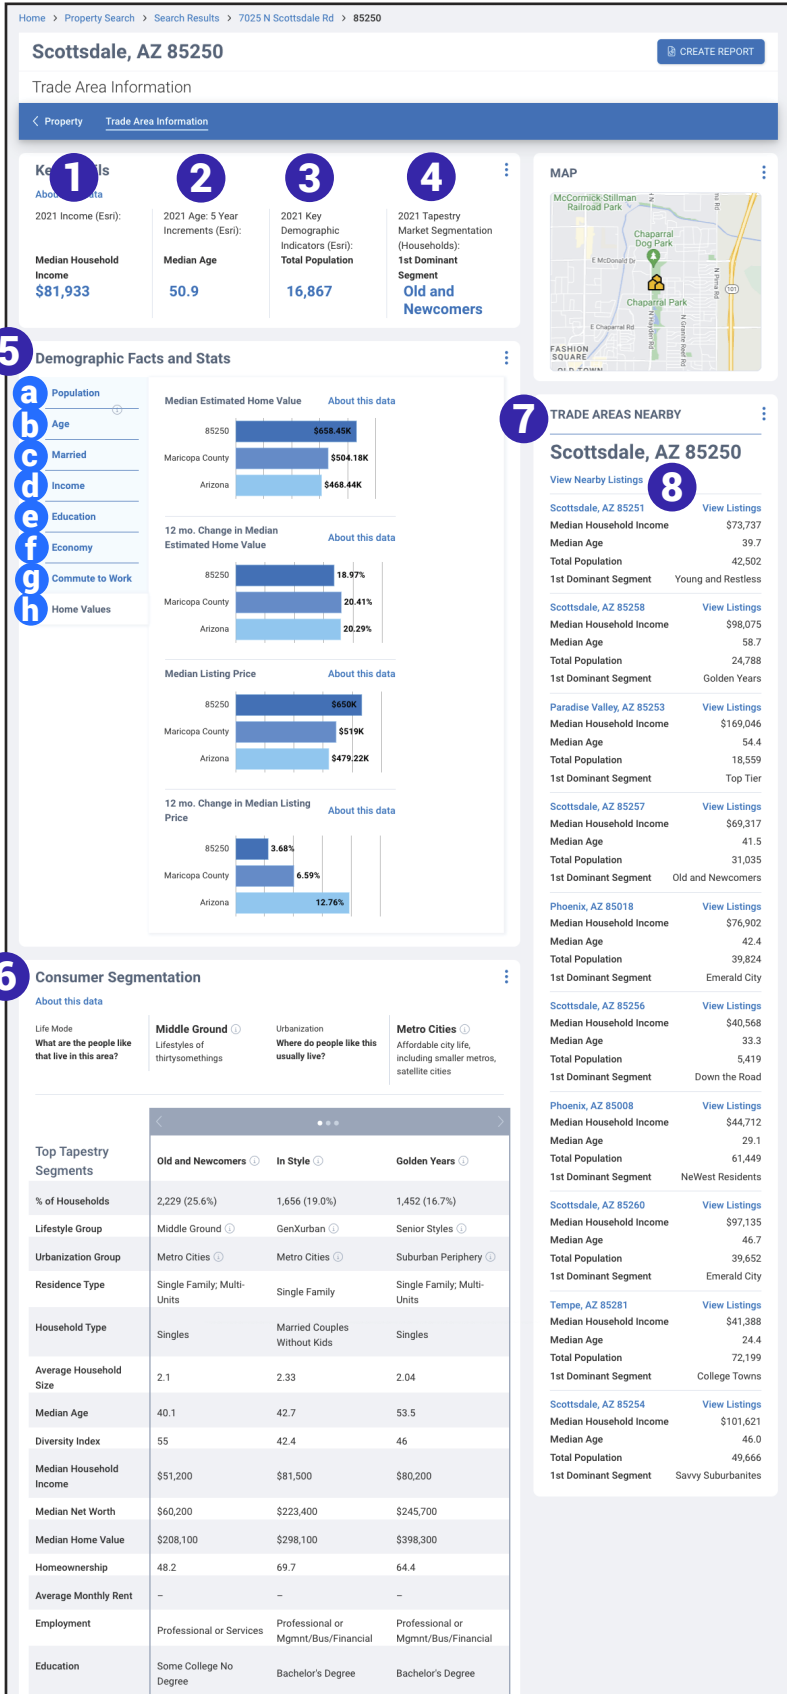 Home > Property Search > Search Results > 7025 N Scottsdale Rd > 85250
Scottsdale, AZ 85250
CREATE REPORT
Trade Area Information
Property
Trade Area Information
1
2
3
4
2021 Income (Esri):
Median Household
Income
$81,933
2021 Age: 5 Year
Increments (Esri):
Median Age
50.9
2021 Key
Demographic
Indicators (Esri):
Total Population
16,867
2021 Tapestry
Market Segmentation
(Households):
1st Dominant
Segment
Old and
Newcomers
MAP
McCormick-Stillman
Railroad Park
Chaparral
Dog Park
E McDonald Dr
N Pima Rd
101
Chaparral Park
E Chaparral Rd
N Hayden Rd
N Granite Reef Rd
FASHION
SQUARE
5
Demographic Facts and Stats
a Population
b Age
c Married
d Income
e Education
f Economy
g Commute to Work
h Home Values
Median Estimated Home Value About this data
85250 $658.45K
Maricopa County $504.18K
Arizona $468.44K
12 mo. Change in Median
Estimated Home Value
About this data
85250 18.97%
Maricopa County 20.41%
Arizona 20.29%
Median Listing Price About this data
85250 $650K
Maricopa County $519K
Arizona $479.22K
12 mo. Change in Median Listing
Price
About this data
85250 3.68%
Maricopa County 6.59%
Arizona 12.76%
6
Consumer Segmentation
About this data
Life Mode
What are the people like
that live in this area?
Middle Ground
Lifestyles of
thirtysomethings
Urbanization
Where do people like this
usually live?
Metro Cities
Affordable city life,
including smaller metros,
satellite cities
Top Tapestry
Segments
Old and Newcomers In Style Golden Years
% of Households 2,229 (25.6%) 1,656 (19.0%) 1,452 (16.7%)
Lifestyle Group Middle Ground GenXurban Senior Styles
Urbanization Group Metro Cities Metro Cities Suburban Periphery
Residence Type
Single Family; Multi-
Units
Single Family
Single Family; Multi-
Units
Household Type
Singles
Married Couples
Without Kids
Singles
Average Household
Size
2.1 2.33 2.04
Median Age 40.1 42.7 53.5
Diversity Index 55 42.4 46
Median Household
Income
$51,200 $81,500 $80,200
Median Net Worth $60,200 $223,400 $245,700
Median Home Value $208,100 $298,100 $398,300
Homeownership 48.2 69.7 64.4
Average Monthly Rent – – –
Employment
Professional or Services
Professional or
Mgmnt/Bus/Financial
Professional or
Mgmnt/Bus/Financial
Education
Some College No
Degree
Bachelor's Degree
Bachelor's Degree
7
TRADE AREAS NEARBY
Scottsdale, AZ 85250
View Nearby Listings
8
Scottsdale, AZ 85251 View Listings
Median Household Income $73,737
Median Age 39.7
Total Population 42,502
1st Dominant Segment Young and Restless
Scottsdale, AZ 85258 View Listings
Median Household Income $98,075
Median Age 58.7
Total Population 24,788
1st Dominant Segment Golden Years
Paradise Valley, AZ 85253 View Listings
Median Household Income $169,046
Median Age 54.4
Total Population 18,559
1st Dominant Segment Top Tier
Scottsdale, AZ 85257 View Listings
Median Household Income $69,317
Median Age 41.5
Total Population 31,035
1st Dominant Segment Old and Newcomers
Phoenix, AZ 85018 View Listings
Median Household Income $76,902
Median Age 42.4
Total Population 39,824
1st Dominant Segment Emerald City
Scottsdale, AZ 85256 View Listings
Median Household Income $40,568
Median Age 33.3
Total Population 5,419
1st Dominant Segment Down the Road
Phoenix, AZ 85008 View Listings
Median Household Income $44,712
Median Age 29.1
Total Population 61,449
1st Dominant Segment NeWest Residents
Scottsdale, AZ 85260 View Listings
Median Household Income $97,135
Median Age 46.7
Total Population 39,652
1st Dominant Segment Emerald City
Tempe, AZ 85281 View Listings
Median Household Income $41,388
Median Age 24.4
Total Population 72,199
1st Dominant Segment College Towns
Scottsdale, AZ 85254 View Listings
Median Household Income $101,621
Median Age 46.0
Total Population 49,666
1st Dominant Segment Savvy Suburbanites